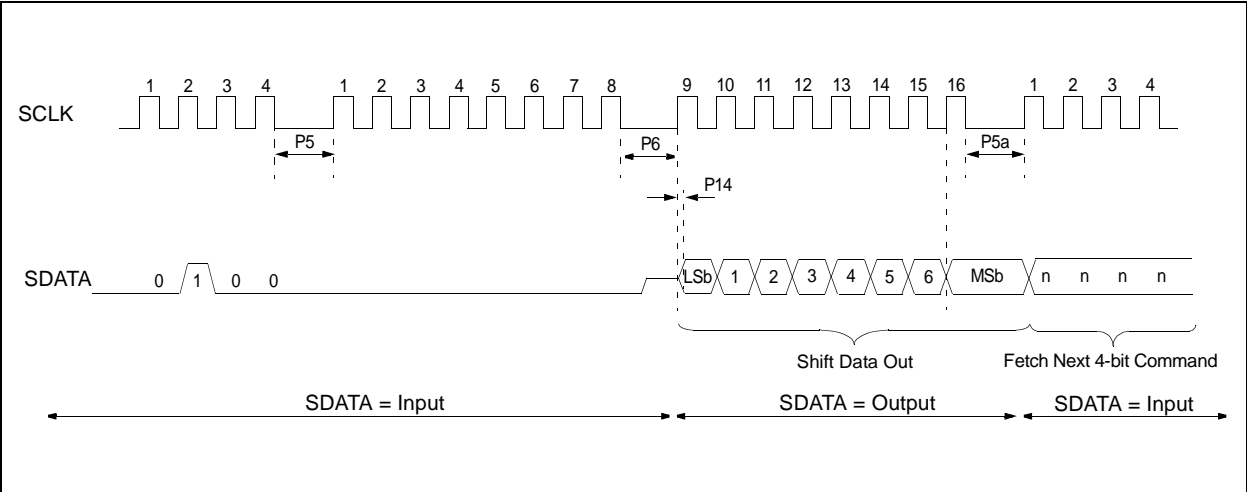 1 2 3 4 1 2 3 4 5 6 7 8 9 10 11 12 13 14 15 16 1 2 3 4
SCLK
P5 P6 P5a
P14
SDATA 0 1 0 0 LSb 1 2 3 4 5 6 MSb n n n n
Shift Data Out Fetch Next 4-bit Command
SDATA = Input SDATA = Output SDATA = Input